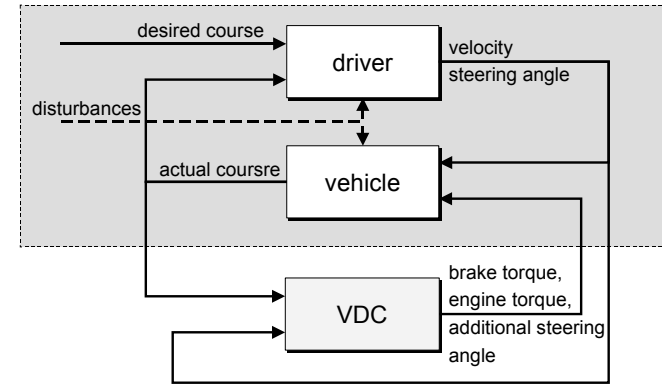 desired course
driver
velocity
steering angle
disturbances
actual coursre
vehicle
VDC
brake torque,
engine torque,
additional steering
angle